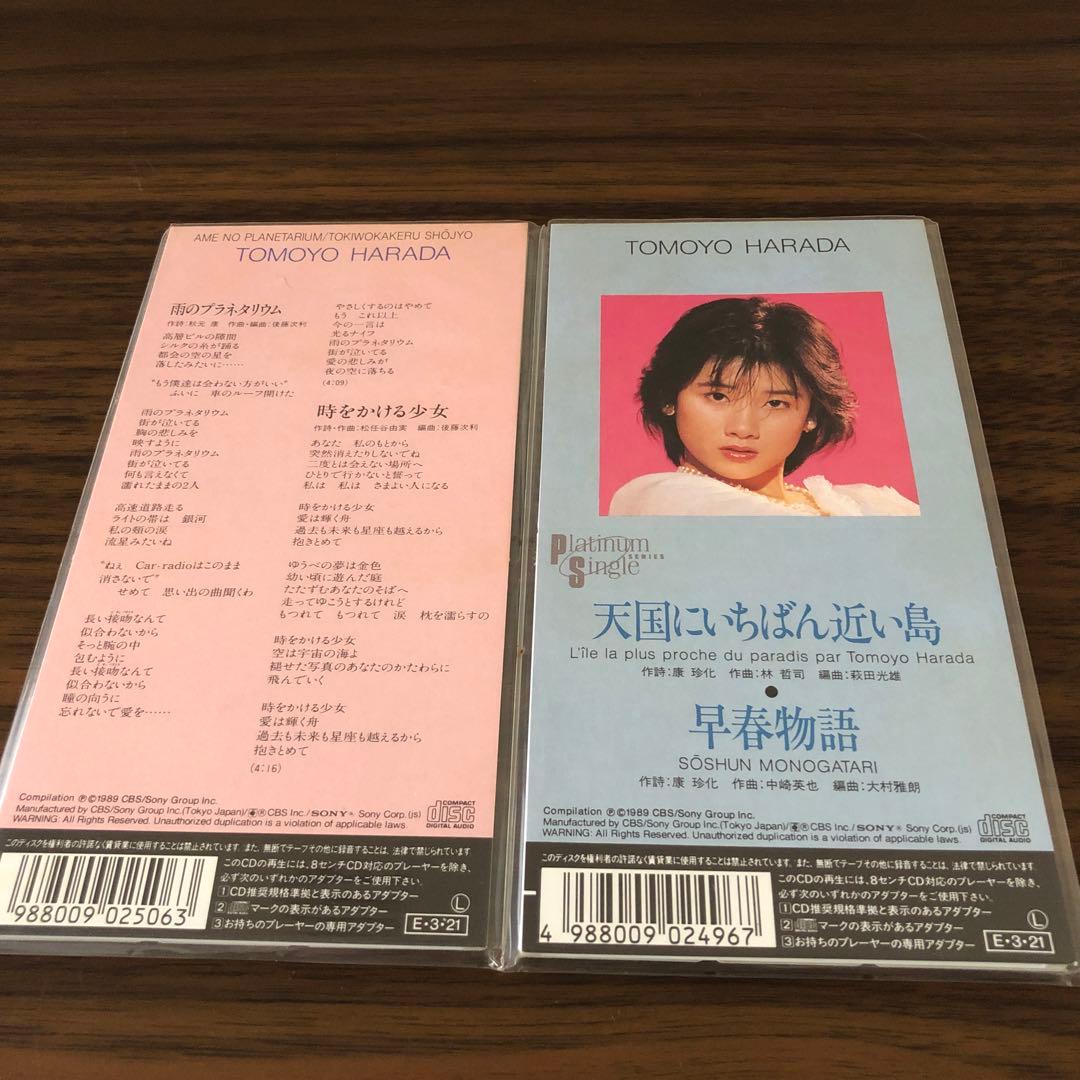 AME NO PLANETARIUM/TOKIWOKAKERU SHŌJYO
TOMOYO HARADA
雨のプラネタリウム
作詩：秋元 康　作曲・編曲：後藤次利
高層ビルの隙間
シルクの糸が踊る
都会の空の星を
落したみたいに……
“もう僕達は会わない方がいい”
ふいに　車のルーフ開けた
雨のプラネタリウム
街が泣いてる
胸の悲しみを
映すように
雨のプラネタリウム
街が泣いてる
何も言えなくて
濡れたままの2人
高速道路走る
ライトの帯は　銀河
私の頬の涙
流星みたいね
“ねぇ　Car・radioはこのまま
消さないで”
せめて　思い出の曲聞くわ
長い接吻なんて
似合わないから
そっと腕の中
包むように
長い接吻なんて
似合わないから
瞳の向うに
忘れないで愛を……
やさしくするのはやめて
もう　これ以上
今の一言は
光るナイフ
雨のプラネタリウム
街が泣いてる
愛の悲しみが
夜の空に落ちる
(4:09)
時をかける少女
作詩・作曲：松任谷由実　編曲：後藤次利
あなた　私のもとから
突然消えたりしないでね
二度とは会えない場所へ
ひとりで行かないと誓って
私は　私は　さまよい人になる
時をかける少女
愛は輝く舟
過去も未来も星座も越えるから
抱きとめて
ゆうべの夢は金色
幼い頃に遊んだ庭
たたずむあなたのそばへ
走ってゆこうとするけれど
もつれて　もつれて　涙　枕を濡らすの
時をかける少女
空は宇宙の海よ
褪せた写真のあなたのかたわらに
飛んでいく
時をかける少女
愛は輝く舟
過去も未来も星座も越えるから
抱きとめて
(4:16)
Compilation ℗©1989 CBS/Sony Group Inc.
Manufactured by CBS/Sony Group Inc.(Tokyo Japan)/® CBS Inc./SONY® Sony Corp.(js)
WARNING: All Rights Reserved. Unauthorized duplication is a violation of applicable laws.
COMPACT
disc
DIGITAL AUDIO
このディスクを権利者の許諾なく賃貸業に使用することは禁じられています。また、無断でテープその他に録音することは、法律で禁じられています
このCDの再生には、8センチCD対応のプレーヤーを除き、
必ず次のいずれかのアダプターをご使用下さい。
1 CD推奨規格準拠と表示のあるアダプター
2 マークの表示があるアダプター
3 お持ちのプレーヤーの専用アダプター
L
E・3・21
988009 025063
TOMOYO HARADA
Platinum
SERIES
Single
天国にいちばん近い島
L'île la plus proche du paradis par Tomoyo Harada
作詩：康 珍化　作曲：林 哲司　編曲：萩田光雄
●
早春物語
SŌSHUN MONOGATARI
作詩：康 珍化　作曲：中崎英也　編曲：大村雅朗
Compilation ℗©1989 CBS/Sony Group Inc.
Manufactured by CBS/Sony Group Inc.(Tokyo Japan)/® CBS Inc./SONY® Sony Corp.(js)
WARNING: All Rights Reserved. Unauthorized duplication is a violation of applicable laws.
COMPACT
disc
DIGITAL AUDIO
このディスクを権利者の許諾なく賃貸業に使用することは禁じられています。また、無断でテープその他に録音することは、法律で禁じられています。
このCDの再生には、8センチCD対応のプレーヤーを除き、
必ず次のいずれかのアダプターをご使用下さい。
1 CD推奨規格準拠と表示のあるアダプター
2 マークの表示があるアダプター
3 お持ちのプレーヤーの専用アダプター
L
E・3・21
4 988009 024967